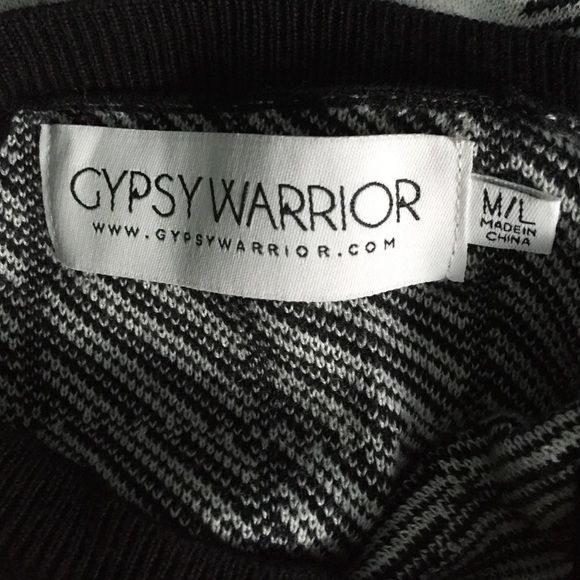 GYPSY WARRIOR
WWW.GYPSYWARRIOR.COM
M/L
MADE IN
CHINA